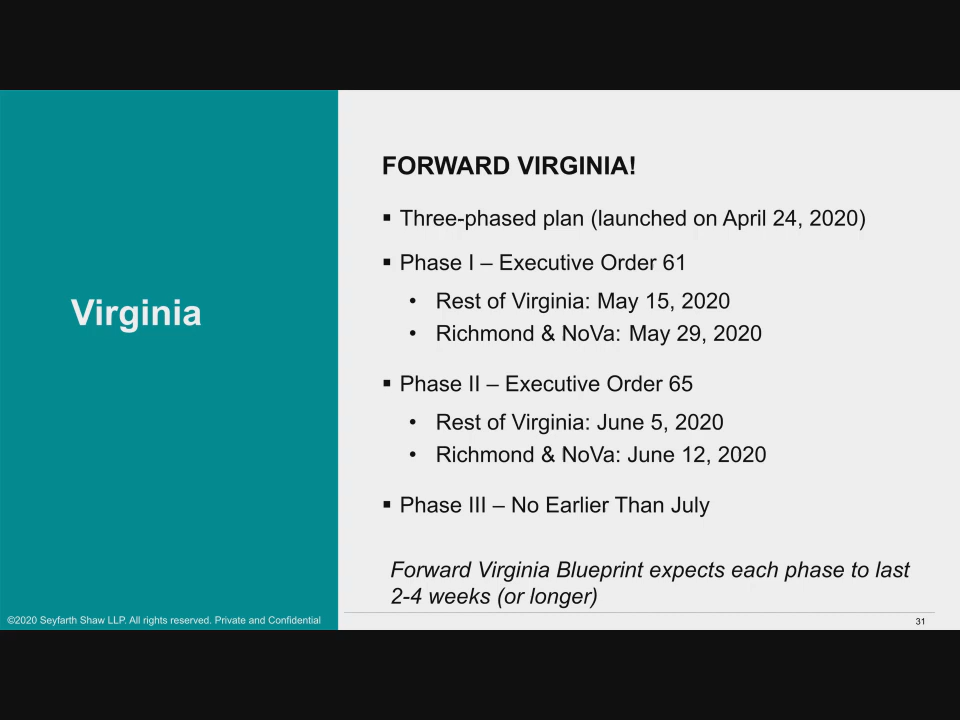 Virginia
FORWARD VIRGINIA!
▪ Three-phased plan (launched on April 24, 2020)
▪ Phase I – Executive Order 61
• Rest of Virginia: May 15, 2020
• Richmond & NoVa: May 29, 2020
▪ Phase II – Executive Order 65
• Rest of Virginia: June 5, 2020
• Richmond & NoVa: June 12, 2020
▪ Phase III – No Earlier Than July
Forward Virginia Blueprint expects each phase to last
2-4 weeks (or longer)
©2020 Seyfarth Shaw LLP. All rights reserved. Private and Confidential
31